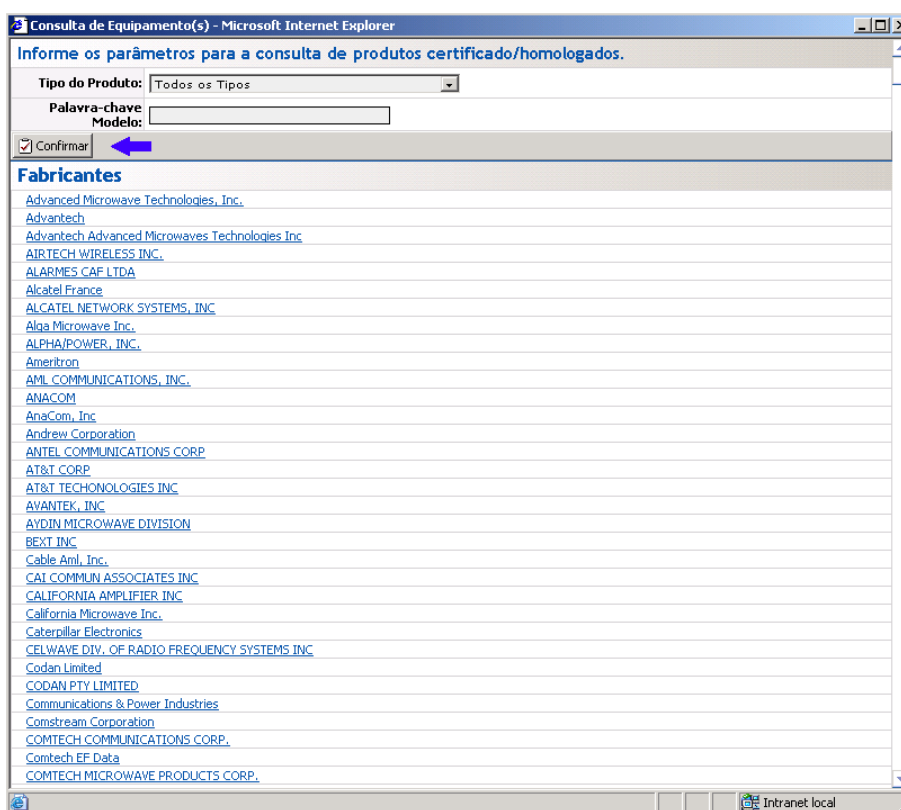 Consulta de Equipamento(s) - Microsoft Internet Explorer
Informe os parâmetros para a consulta de produtos certificado/homologados.
Tipo do Produto: Todos os Tipos
Palavra-chave
Modelo:
Confirmar
Fabricantes
Advanced Microwave Technologies, Inc.
Advantech
Advantech Advanced Microwaves Technologies Inc
AIRTECH WIRELESS INC.
ALARMES CAF LTDA
Alcatel France
ALCATEL NETWORK SYSTEMS, INC
Alga Microwave Inc.
ALPHA/POWER, INC.
Ameritron
AML COMMUNICATIONS, INC.
ANACOM
AnaCom, Inc
Andrew Corporation
ANTEL COMMUNICATIONS CORP
AT&T CORP
AT&T TECHONOLOGIES INC
AVANTEK, INC
AYDIN MICROWAVE DIVISION
BEXT INC
Cable Aml, Inc.
CAI COMMUN ASSOCIATES INC
CALIFORNIA AMPLIFIER INC
California Microwave Inc.
Caterpillar Electronics
CELWAVE DIV. OF RADIO FREQUENCY SYSTEMS INC
Codan Limited
CODAN PTY LIMITED
Communications & Power Industries
Comstream Corporation
COMTECH COMMUNICATIONS CORP.
Comtech EF Data
COMTECH MICROWAVE PRODUCTS CORP.
Intranet local